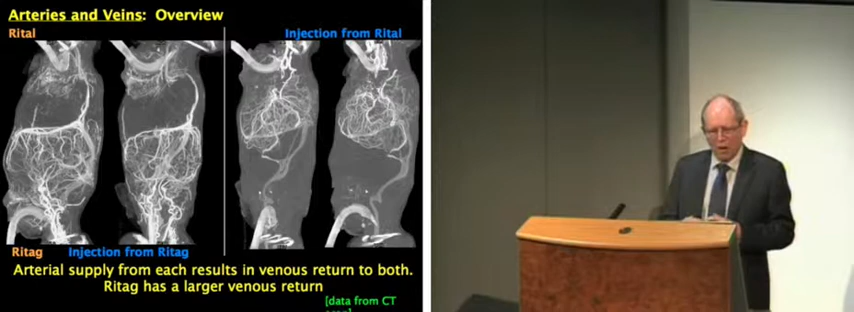 Arteries and Veins: Overview
Rital
Injection from Rital
Ritag
Injection from Ritag
Arterial supply from each results in venous return to both.
Ritag has a larger venous return
[data from CT